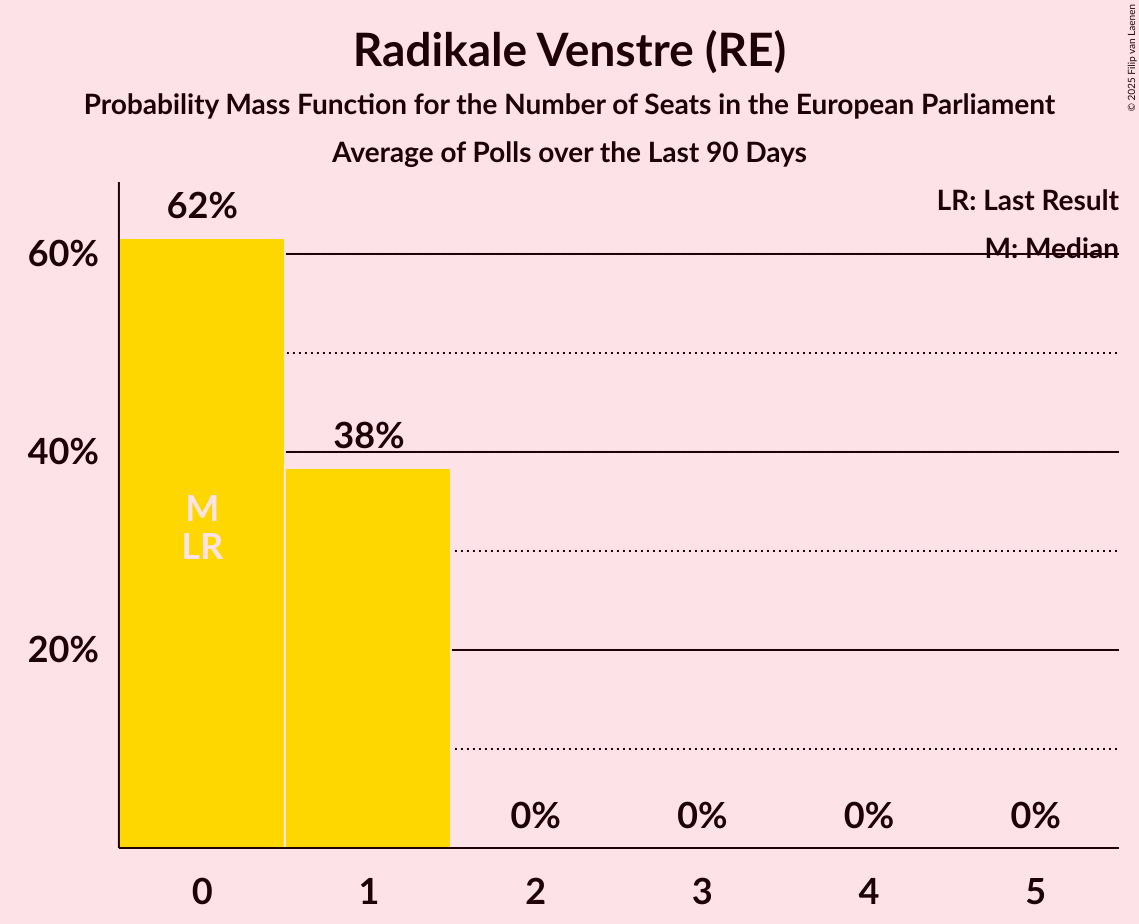 Radikale Venstre (RE)
Probability Mass Function for the Number of Seats in the European Parliament
Average of Polls over the Last 90 Days
© 2025 Filip van Laenen
LR: Last Result
M: Median
62%
60%
38%
40%
M
LR
20%
0% 0% 0% 0%
0 1 2 3 4 5